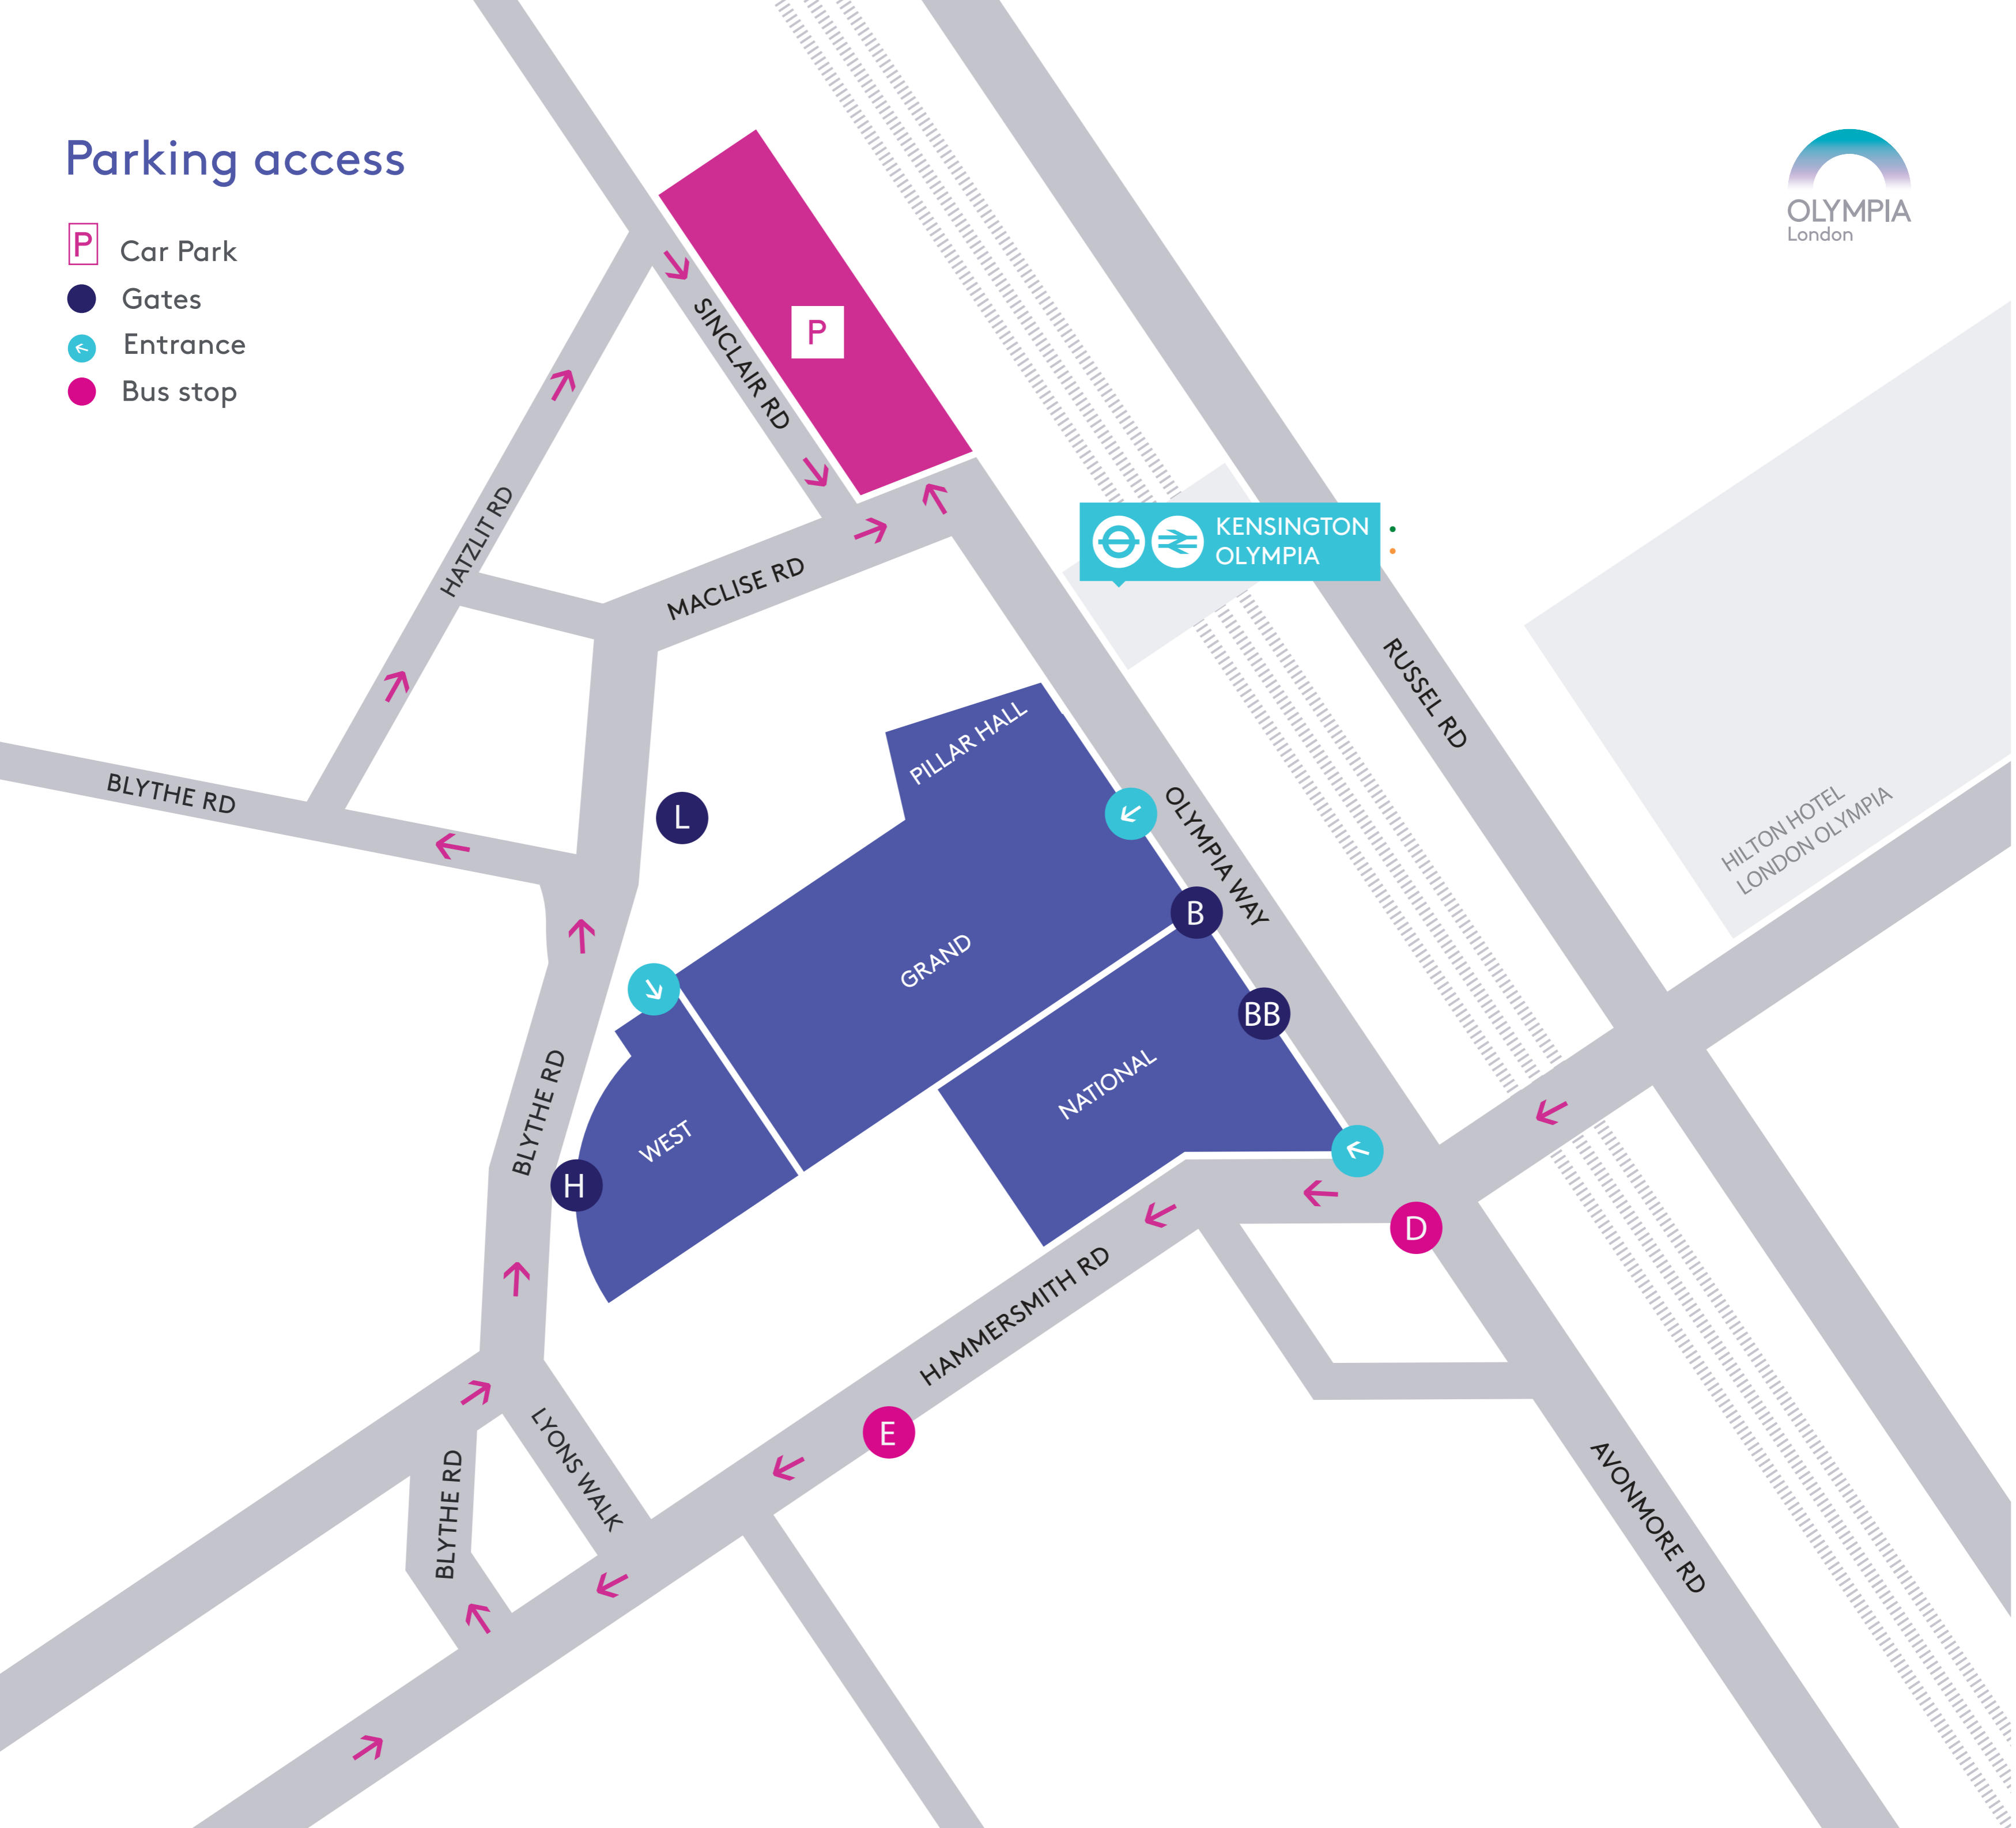 Parking access
P
Car Park
Gates
Entrance
Bus stop
OLYMPIA
London
P
SINCLAIR RD
HATZLIT RD
MACLISE RD
KENSINGTON
OLYMPIA
RUSSEL RD
BLYTHE RD
L
PILLAR HALL
OLYMPIA WAY
HILTON HOTEL
LONDON OLYMPIA
B
GRAND
BB
NATIONAL
BLYTHE RD
WEST
H
D
HAMMERSMITH RD
E
LYONS WALK
BLYTHE RD
AVONMORE RD